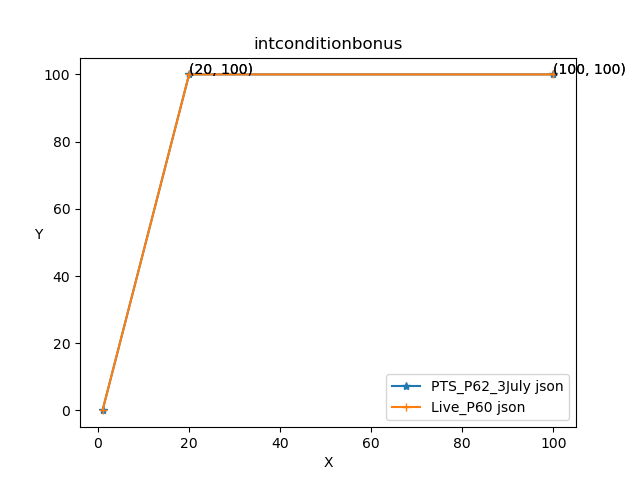 intconditionbonus
(20, 100)
(100, 100)
100
80
60
40
20
0
Y
0 20 40 60 80 100
X
PTS_P62_3July json
Live_P60 json